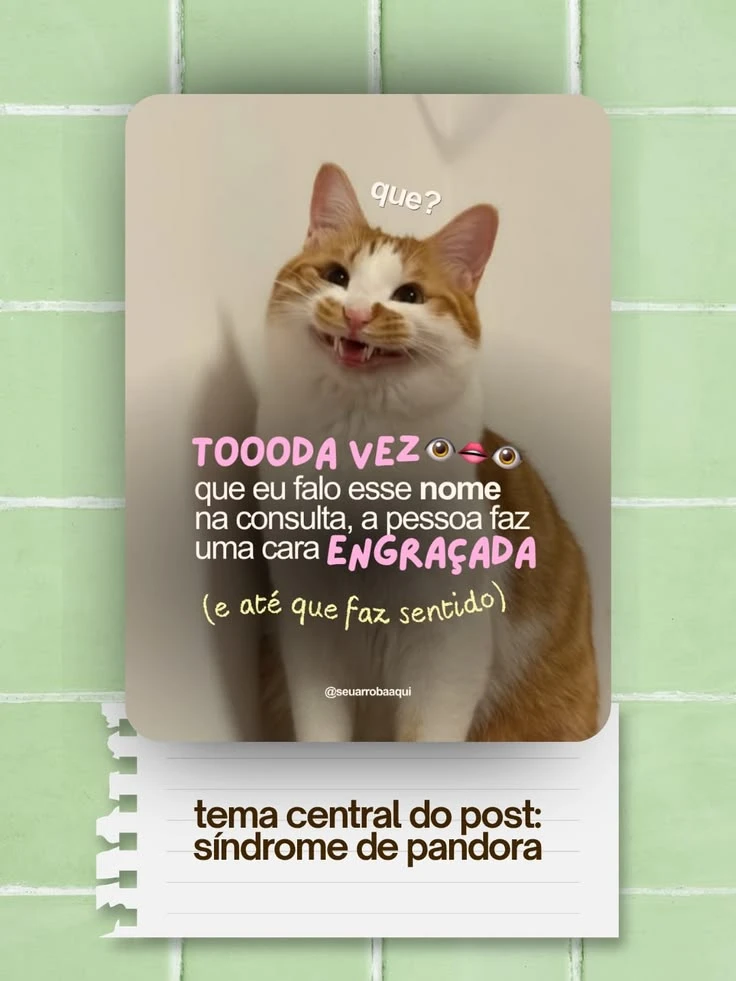 que?
TOOODA VEZ👁️👄👁️
que eu falo esse nome
na consulta, a pessoa faz
uma cara ENGRAÇADA
(e até que faz sentido)
@seuarrobaaqui
tema central do post:
síndrome de pandora